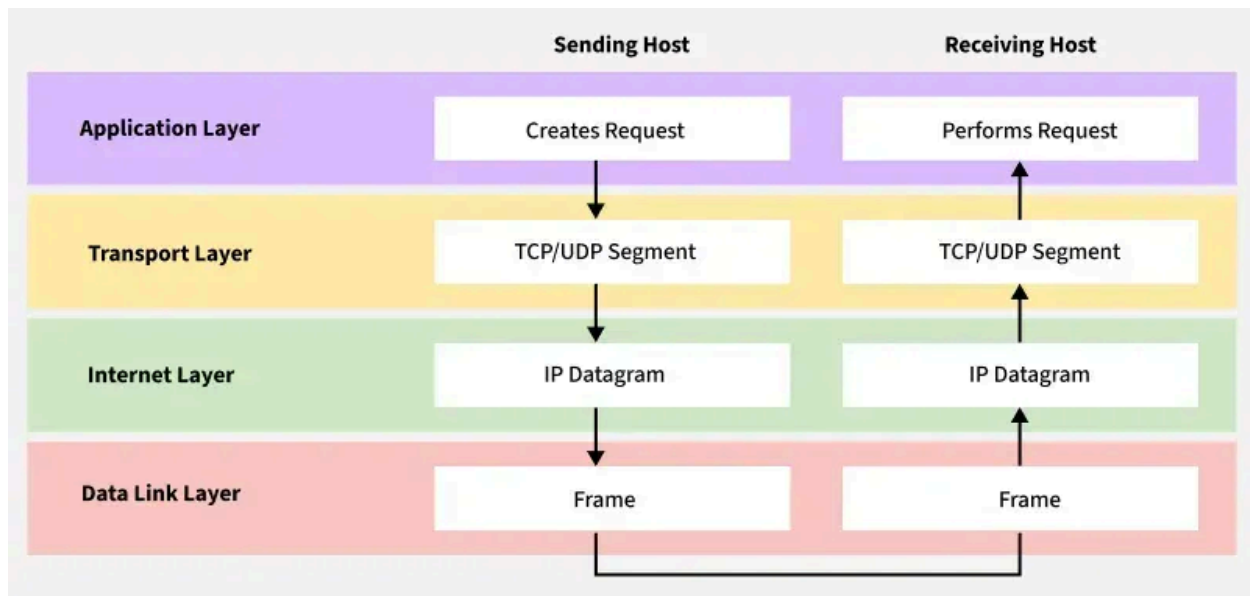 Sending Host
Receiving Host
Application Layer
Creates Request
Performs Request
Transport Layer
TCP/UDP Segment
TCP/UDP Segment
Internet Layer
IP Datagram
IP Datagram
Data Link Layer
Frame
Frame